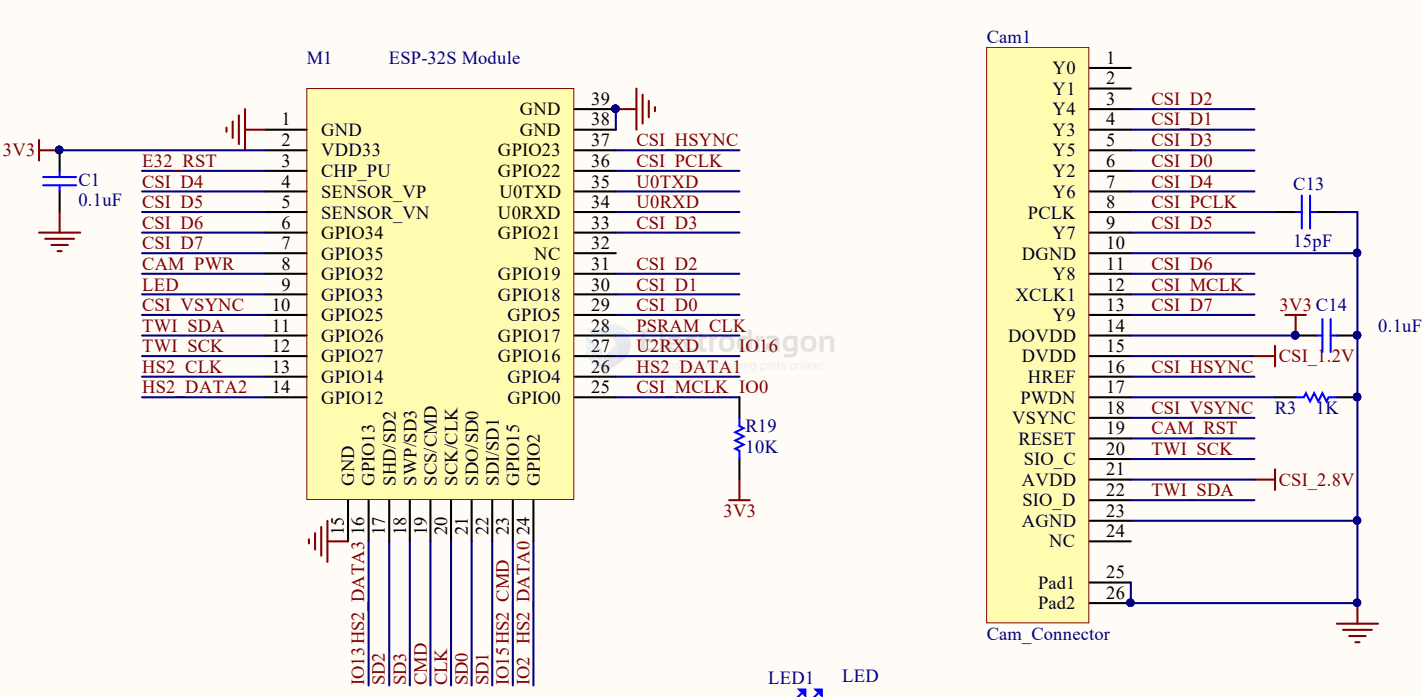 M1 ESP-32S Module
3V3
C1
0.1uF
E32_RST
CSI_D4
CSI_D5
CSI_D6
CSI_D7
CAM_PWR
LED
CSI_VSYNC
TWI_SDA
TWI_SCK
HS2_CLK
HS2_DATA2
1 GND
2 VDD33
3 CHP_PU
4 SENSOR_VP
5 SENSOR_VN
6 GPIO34
7 GPIO35
8 GPIO32
9 GPIO33
10 GPIO25
11 GPIO26
12 GPIO27
13 GPIO14
14 GPIO12
GND 15
GPIO13 16 IO13 HS2_DATA3
SHD/SD2 17 SD2
SWP/SD3 18 SD3
SCS/CMD 19 CMD
SCK/CLK 20 CLK
SDO/SD0 21 SD0
SDI/SD1 22 SD1
GPIO15 23 IO15 HS2_CMD
GPIO2 24 IO2 HS2_DATA0
GND 39
GND 38
GPIO23 37 CSI_HSYNC
GPIO22 36 CSI_PCLK
U0TXD 35 U0TXD
U0RXD 34 U0RXD
GPIO21 33 CSI_D3
NC 32
GPIO19 31 CSI_D2
GPIO18 30 CSI_D1
GPIO5 29 CSI_D0
GPIO17 28 PSRAM_CLK
GPIO16 27 U2RXD IO16
GPIO4 26 HS2_DATA1
GPIO0 25 CSI_MCLK IO0
R19
10K
3V3
Cam1
Y0 1
Y1 2
Y4 3 CSI_D2
Y3 4 CSI_D1
Y5 5 CSI_D3
Y2 6 CSI_D0
Y6 7 CSI_D4
PCLK 8 CSI_PCLK
Y7 9 CSI_D5
DGND 10
Y8 11 CSI_D6
XCLK1 12 CSI_MCLK
Y9 13 CSI_D7
DOVDD 14
DVDD 15 CSI_1.2V
HREF 16 CSI_HSYNC
PWDN 17
VSYNC 18 CSI_VSYNC
RESET 19 CAM_RST
SIO_C 20 TWI_SCK
AVDD 21 CSI_2.8V
SIO_D 22 TWI_SDA
AGND 23
NC 24
Pad1 25
Pad2 26
Cam_Connector
C13
15pF
3V3 C14
0.1uF
R3 1K
LED1 LED